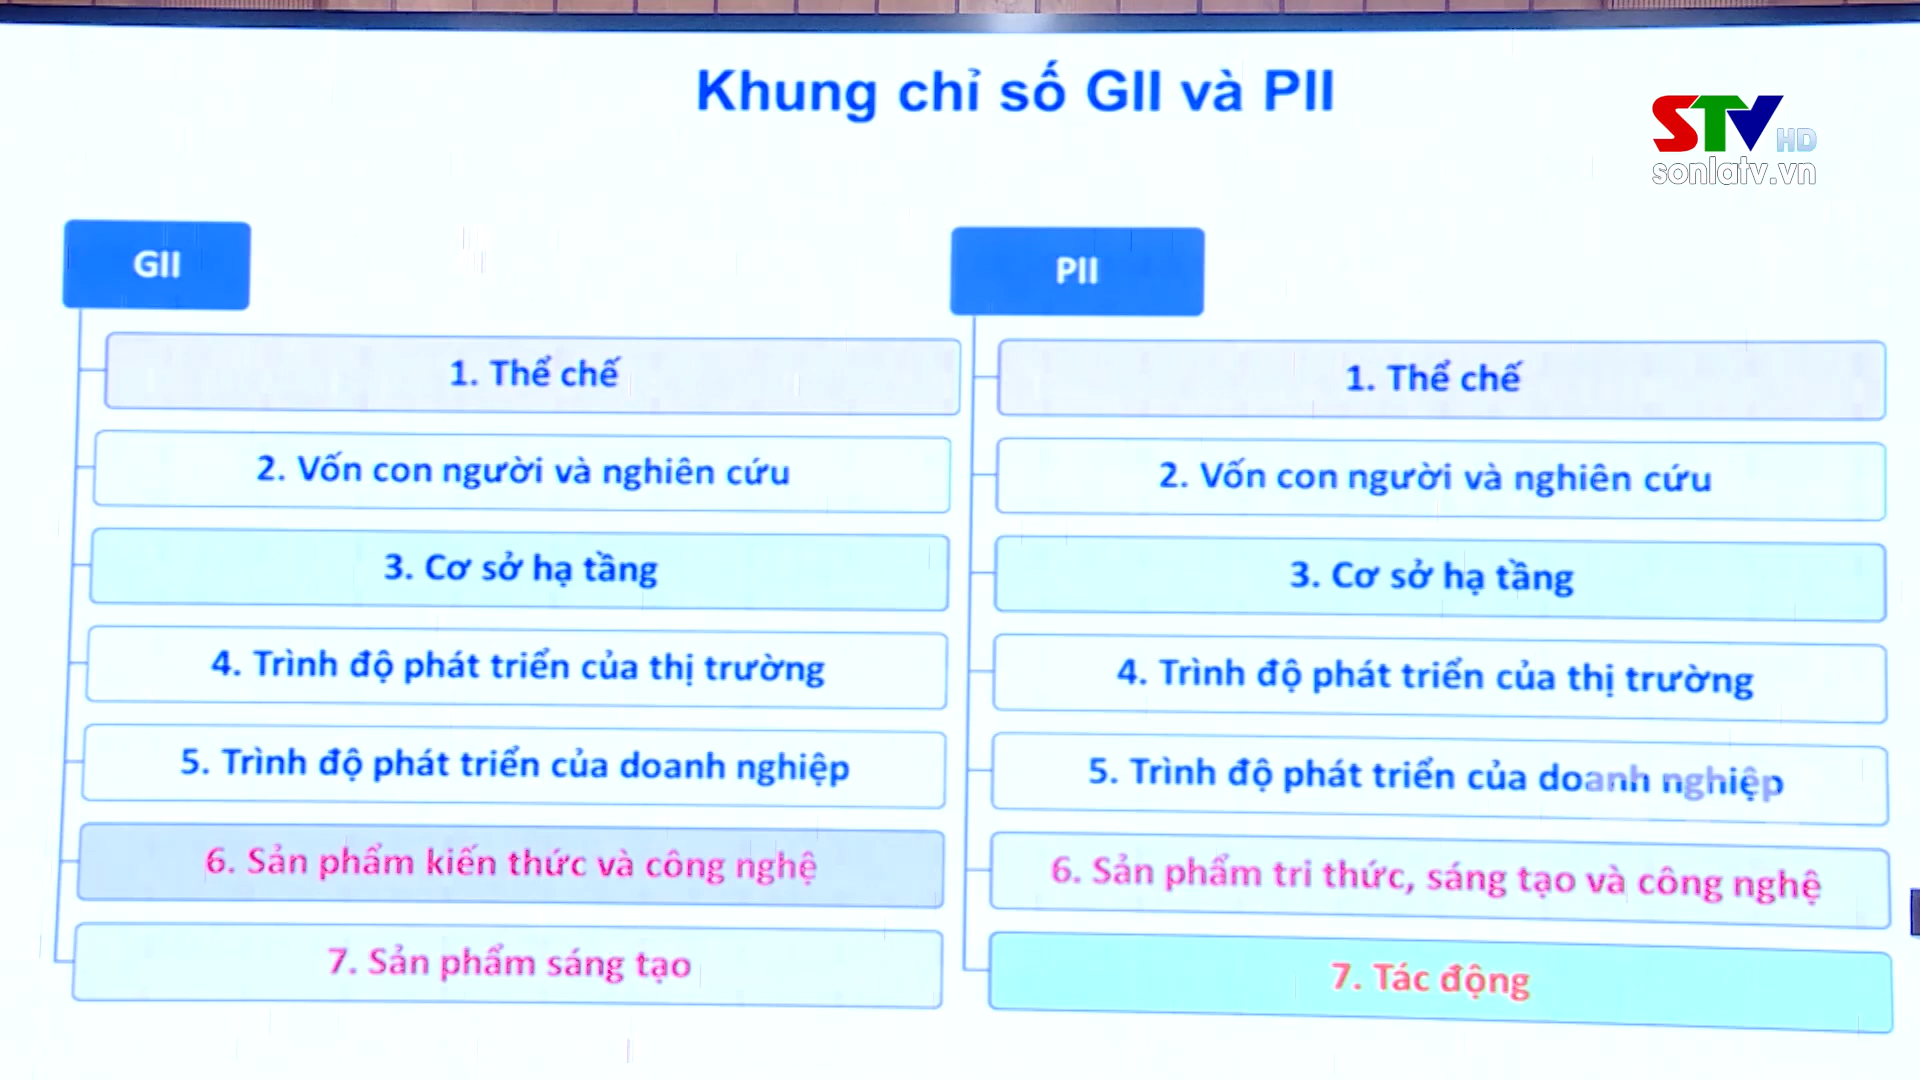 Khung chỉ số GII và PII
STV HD
sonlatv.vn
GII
1. Thể chế
2. Vốn con người và nghiên cứu
3. Cơ sở hạ tầng
4. Trình độ phát triển của thị trường
5. Trình độ phát triển của doanh nghiệp
6. Sản phẩm kiến thức và công nghệ
7. Sản phẩm sáng tạo
PII
1. Thể chế
2. Vốn con người và nghiên cứu
3. Cơ sở hạ tầng
4. Trình độ phát triển của thị trường
5. Trình độ phát triển của doanh nghiệp
6. Sản phẩm tri thức, sáng tạo và công nghệ
7. Tác động